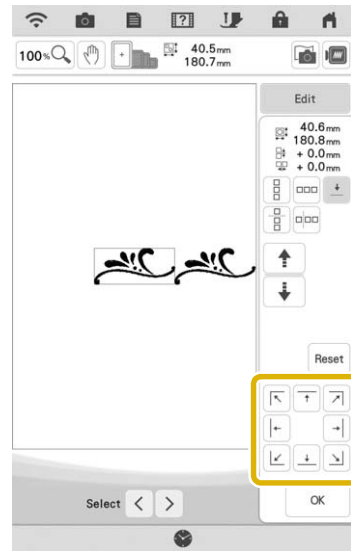 100%
40.5mm
180.7mm
Edit
40.6mm
180.8mm
+ 0.0mm
+ 0.0mm
Reset
Select
OK